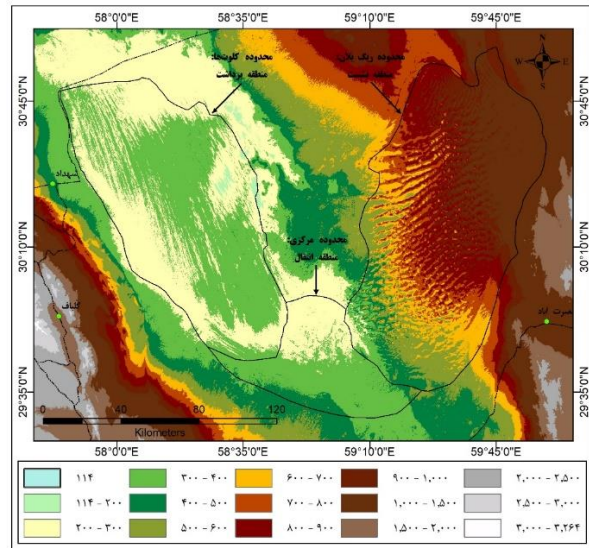 58°0'0"E 58°35'0"E 59°10'0"E 59°45'0"E
30°45'0"N
30°10'0"N
29°35'0"N
محدوده کلوت‌ها:
منطقه برداشت
محدوده ریگ یلان:
منطقه نهشت
N
W E
S
شهداد
محدوده مرکزی:
منطقه انتقال
گلباف
نصرت آباد
30°45'0"N
30°10'0"N
29°35'0"N
0 20 40 80 120
Kilometers
58°0'0"E 58°35'0"E 59°10'0"E 59°45'0"E
۱۱۴ ۳۰۰ - ۴۰۰ ۶۰۰ - ۷۰۰ ۹۰۰ - ۱,۰۰۰ ۲,۰۰۰ - ۲,۵۰۰
۱۱۴ - ۲۰۰ ۴۰۰ - ۵۰۰ ۷۰۰ - ۸۰۰ ۱,۰۰۰ - ۱,۵۰۰ ۲,۵۰۰ - ۳,۰۰۰
۲۰۰ - ۳۰۰ ۵۰۰ - ۶۰۰ ۸۰۰ - ۹۰۰ ۱,۵۰۰ - ۲,۰۰۰ ۳,۰۰۰ - ۳,۲۶۴